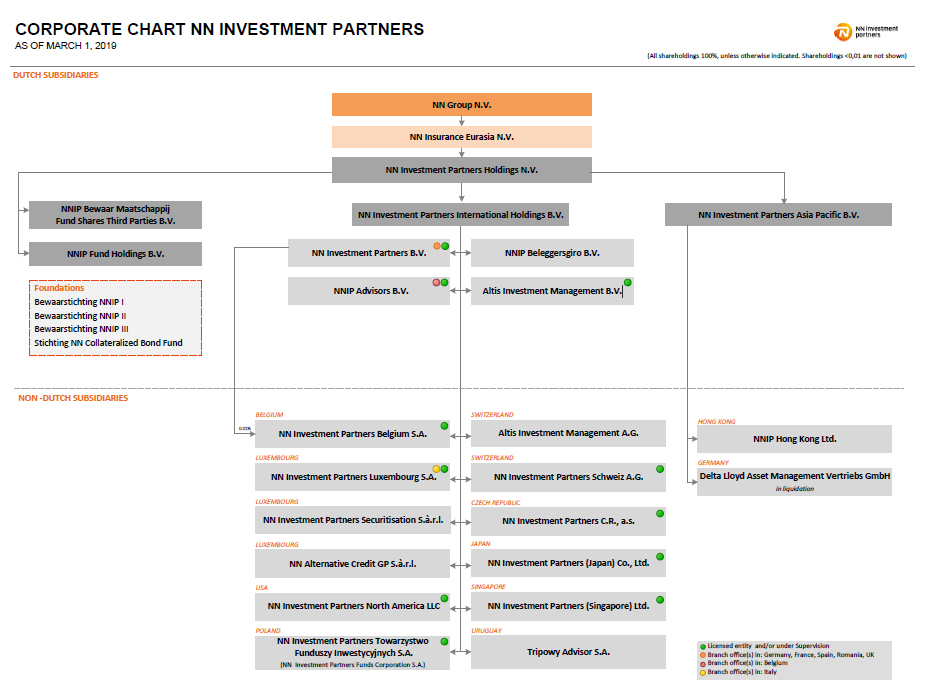 CORPORATE CHART NN INVESTMENT PARTNERS
AS OF MARCH 1, 2019
NN investment
partners
(All shareholdings 100%, unless otherwise indicated. Shareholdings <0,01 are not shown)
DUTCH SUBSIDIARIES
NN Group N.V.
NN Insurance Eurasia N.V.
NN Investment Partners Holdings N.V.
NNIP Bewaar Maatschappij
Fund Shares Third Parties B.V.
NN Investment Partners International Holdings B.V.
NN Investment Partners Asia Pacific B.V.
NNIP Fund Holdings B.V.
NN Investment Partners B.V.
NNIP Beleggersgiro B.V.
NNIP Advisors B.V.
Altis Investment Management B.V.
Foundations
Bewaarstichting NNIP I
Bewaarstichting NNIP II
Bewaarstichting NNIP III
Stichting NN Collateralized Bond Fund
NON -DUTCH SUBSIDIARIES
BELGIUM
NN Investment Partners Belgium S.A.
SWITZERLAND
Altis Investment Management A.G.
HONG KONG
NNIP Hong Kong Ltd.
LUXEMBOURG
NN Investment Partners Luxembourg S.A.
SWITZERLAND
NN Investment Partners Schweiz A.G.
GERMANY
Delta Lloyd Asset Management Vertriebs GmbH
in liquidation
LUXEMBOURG
NN Investment Partners Securitisation S.à.r.l.
CZECH REPUBLIC
NN Investment Partners C.R., a.s.
LUXEMBOURG
NN Alternative Credit GP S.à.r.l.
JAPAN
NN Investment Partners (Japan) Co., Ltd.
USA
NN Investment Partners North America LLC
SINGAPORE
NN Investment Partners (Singapore) Ltd.
POLAND
NN Investment Partners Towarzystwo
Funduszy Inwestycyjnych S.A.
(NN Investment Partners Funds Corporation S.A.)
URUGUAY
Tripowy Advisor S.A.
Licensed entity and/or under Supervision
Branch office(s) in: Germany, France, Spain, Romania, UK
Branch office(s) in: Belgium
Branch office(s) in: Italy